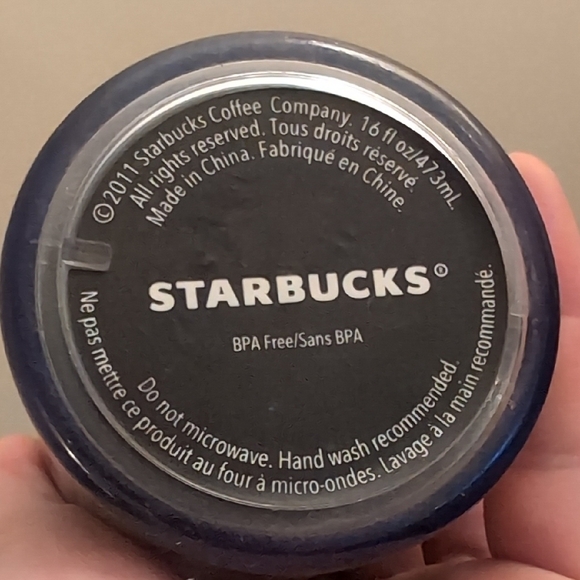 ©2011 Starbucks Coffee Company. 16 fl oz/473mL.
All rights reserved. Tous droits réservé.
Made in China. Fabriqué en Chine.
STARBUCKS®
BPA Free/Sans BPA
Do not microwave. Hand wash recommended.
Ne pas mettre ce produit au four à micro-ondes. Lavage à la main recommandé.